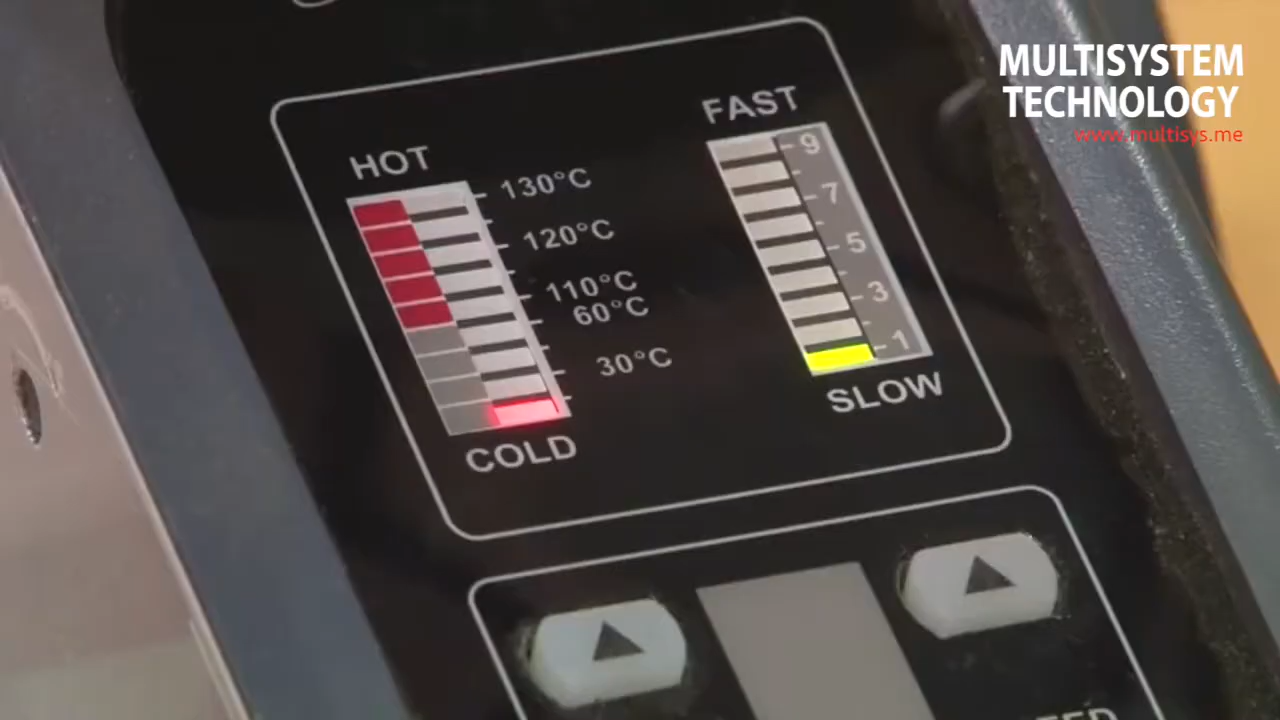 MULTISYSTEM
TECHNOLOGY
www.multisys.me
HOT
130°C
120°C
110°C
60°C
30°C
COLD
FAST
9
7
5
3
1
SLOW